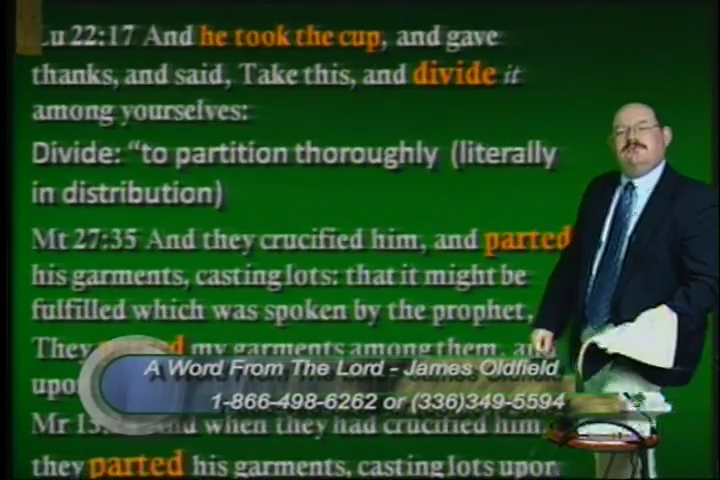 Lu 22:17 And he took the cup, and gave
thanks, and said, Take this, and divide it
among yourselves:
Divide: “to partition thoroughly (literally
in distribution)
Mt 27:35 And they crucified him, and parted
his garments, casting lots: that it might be
fulfilled which was spoken by the prophet,
They my garments among them,
A Word From The Lord - James Oldfield
1-866-498-6262 or (336)349-5594
And when they had crucified him,
they parted his garments, casting lots upon